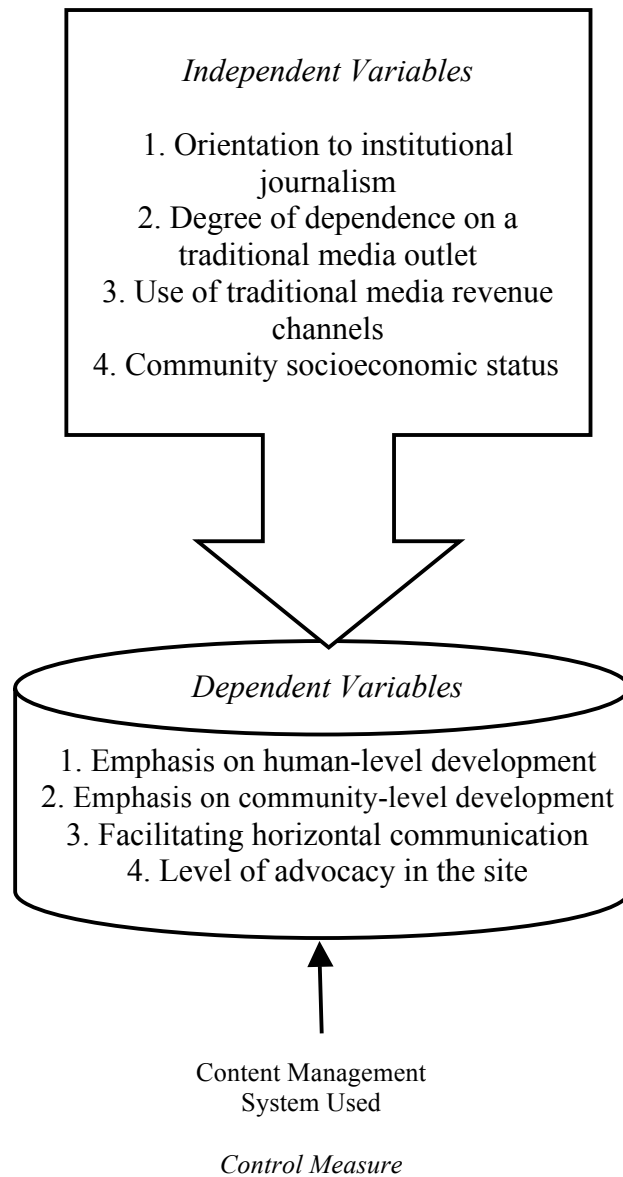 Independent Variables
1. Orientation to institutional
journalism
2. Degree of dependence on a
traditional media outlet
3. Use of traditional media revenue
channels
4. Community socioeconomic status
Dependent Variables
1. Emphasis on human-level development
2. Emphasis on community-level development
3. Facilitating horizontal communication
4. Level of advocacy in the site
Content Management
System Used
Control Measure